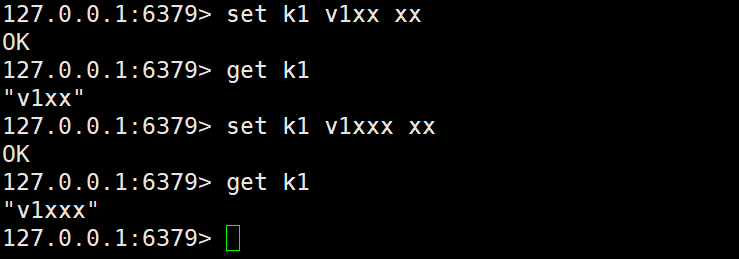 127.0.0.1:6379> set k1 v1xx xx
OK
127.0.0.1:6379> get k1
"v1xx"
127.0.0.1:6379> set k1 v1xxx xx
OK
127.0.0.1:6379> get k1
"v1xxx"
127.0.0.1:6379>